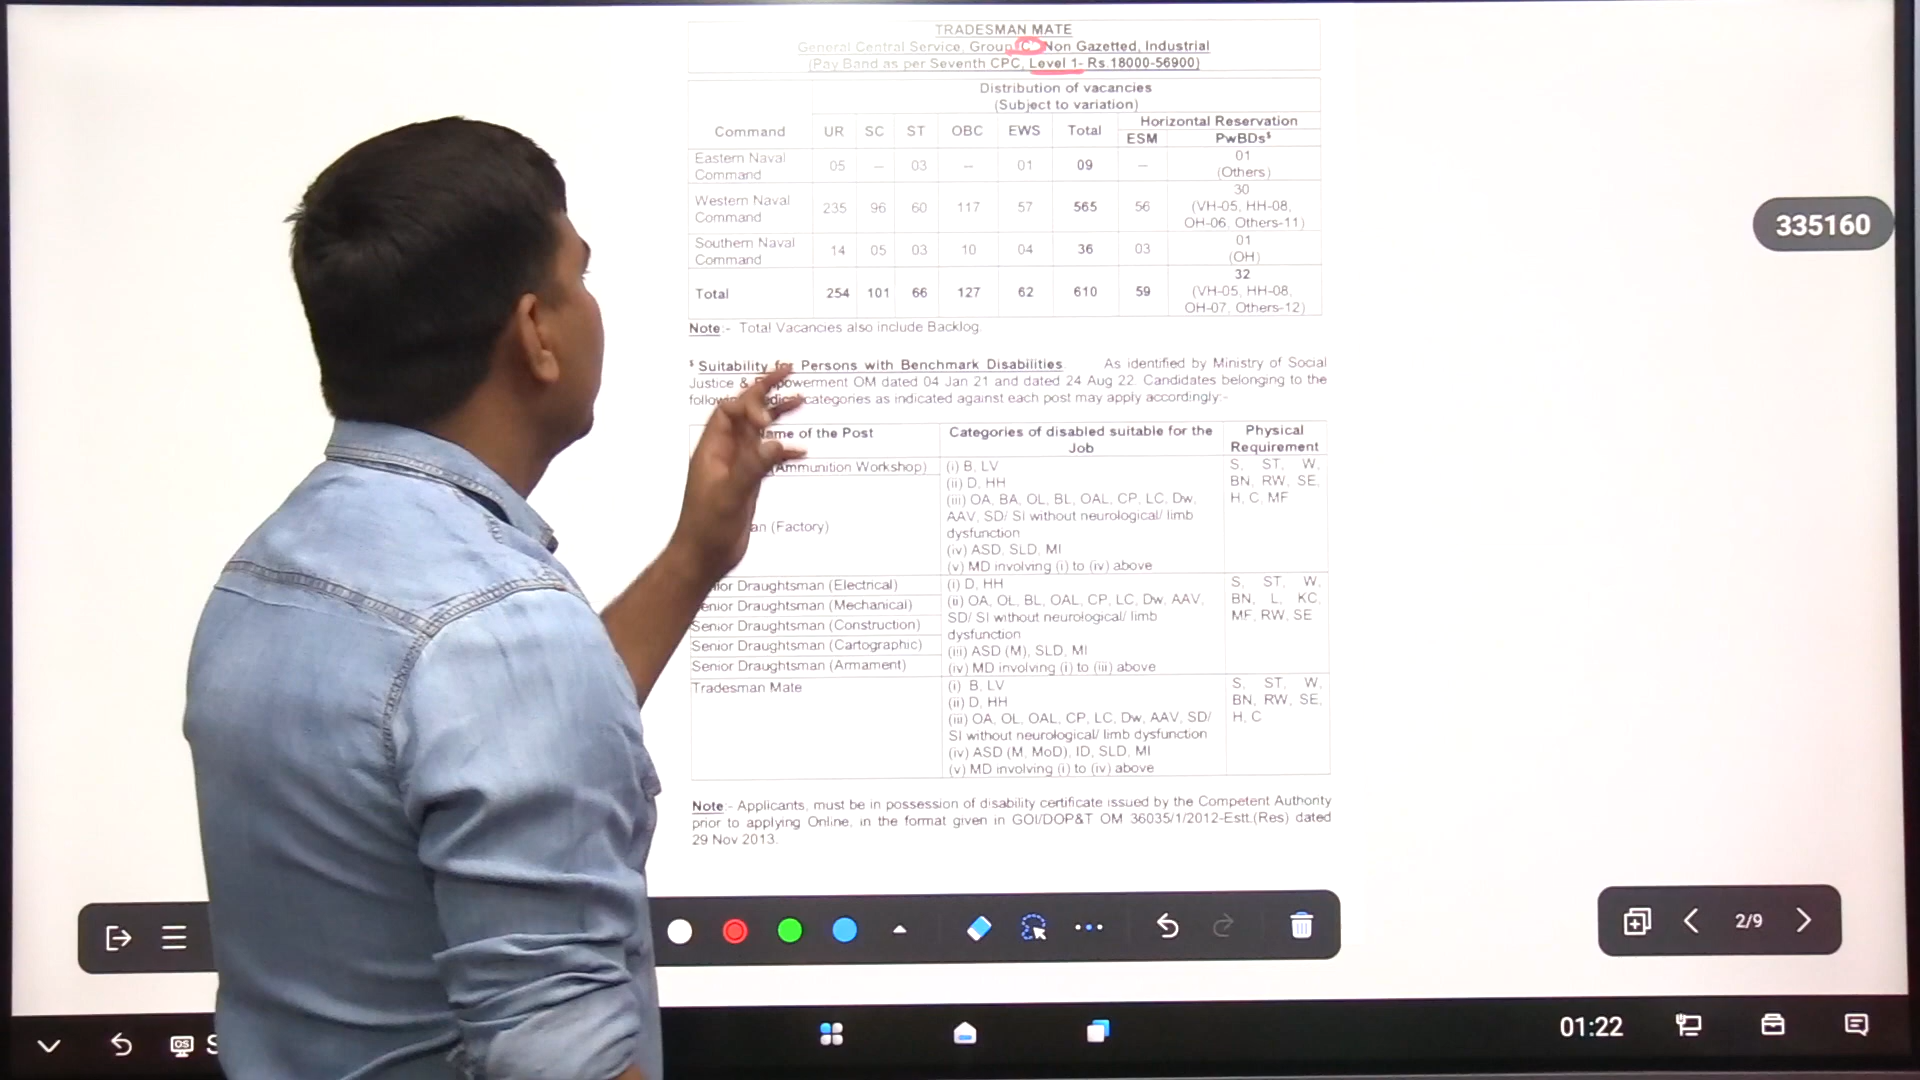 TRADESMAN MATE
General Central Service, Group 'C', Non Gazetted, Industrial
(Pay Band as per Seventh CPC, Level 1- Rs.18000-56900)
Distribution of vacancies
(Subject to variation)
Command UR SC ST OBC EWS Total Horizontal Reservation
ESM PwBDs$
Eastern Naval Command 05 – 03 – 01 09 – 01 (Others)
Western Naval Command 235 96 60 117 57 565 56 30 (VH-05, HH-08, OH-06, Others-11)
Southern Naval Command 14 05 03 10 04 36 03 01 (OH)
Total 254 101 66 127 62 610 59 32 (VH-05, HH-08, OH-07, Others-12)
Note:- Total Vacancies also include Backlog.
$ Suitability for Persons with Benchmark Disabilities. As identified by Ministry of Social
Justice & Empowerment OM dated 04 Jan 21 and dated 24 Aug 22. Candidates belonging to the
categories as indicated against each post may apply accordingly:-
Name of the Post
Categories of disabled suitable for the
Job
Physical
Requirement
(Ammunition Workshop)
(Factory)
(i) B, LV
(ii) D, HH
(iii) OA, BA, OL, BL, OAL, CP, LC, Dw,
AAV, SD/ SI without neurological/ limb
dysfunction
(iv) ASD, SLD, MI
(v) MD involving (i) to (iv) above
S, ST, W,
BN, RW, SE,
H, C, MF
Draughtsman (Electrical)
Senior Draughtsman (Mechanical)
Senior Draughtsman (Construction)
Senior Draughtsman (Cartographic)
Senior Draughtsman (Armament)
(i) D, HH
(ii) OA, OL, BL, OAL, CP, LC, Dw, AAV,
SD/ SI without neurological/ limb
dysfunction
(iii) ASD (M), SLD, MI
(iv) MD involving (i) to (iii) above
S, ST, W,
BN, L, KC,
MF, RW, SE
Tradesman Mate
(i) B, LV
(ii) D, HH
(iii) OA, OL, OAL, CP, LC, Dw, AAV, SD/
SI without neurological/ limb dysfunction
(iv) ASD (M, MoD), ID, SLD, MI
(v) MD involving (i) to (iv) above
S, ST, W,
BN, RW, SE,
H, C
Note:- Applicants, must be in possession of disability certificate issued by the Competent Authority
prior to applying Online, in the format given in GOI/DOP&T OM 36035/1/2012-Estt.(Res) dated
29 Nov 2013.
335160
2/9
01:22